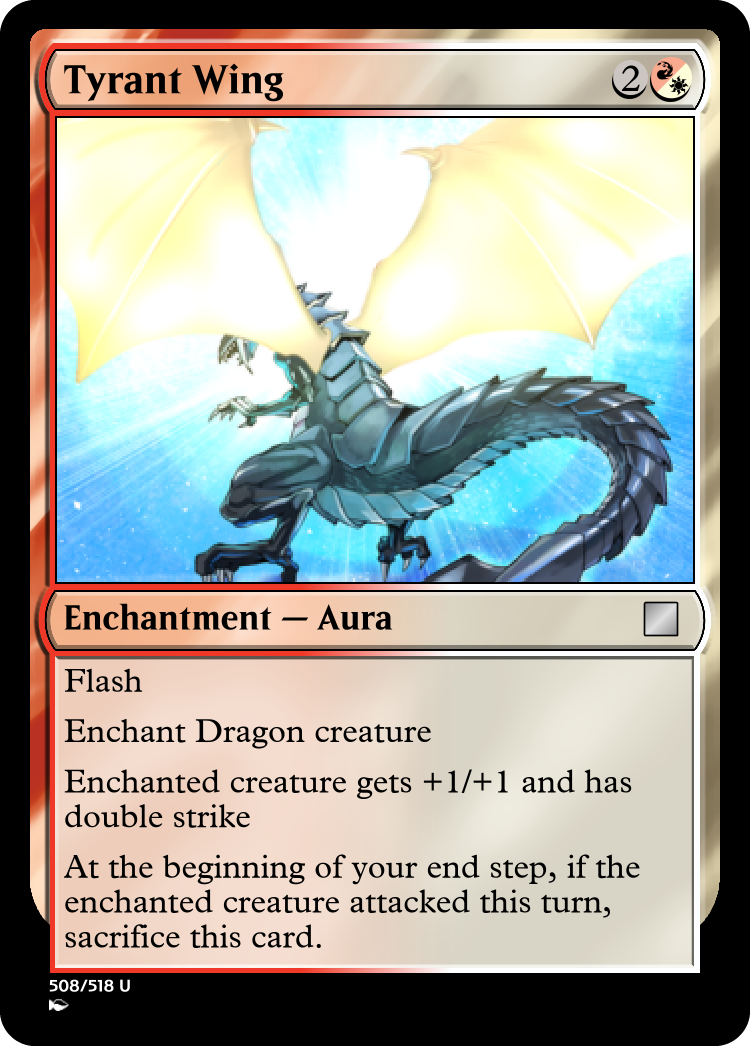 Tyrant Wing 2
Enchantment — Aura
Flash
Enchant Dragon creature
Enchanted creature gets +1/+1 and has
double strike
At the beginning of your end step, if the
enchanted creature attacked this turn,
sacrifice this card.
508/518 U